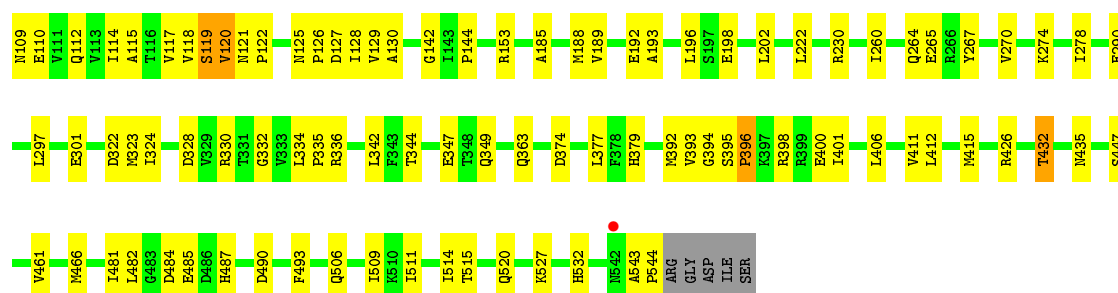 N109 E110 V111 Q112 V113 I114 A115 T116 V117 V118 S119 V120 N121 P122 N125 P126 D127 I128 V129 A130 G142 I143 P144 R153 A185 M188 V189 E192 A193 L196 S197 E198 L202 L222 R230 I260 Q264 E265 R266 Y267 V270 K274 I278
L297 E301 D322 M323 I324 D328 V329 R330 T331 G332 V333 L334 P335 R336 L342 F343 T344 E347 T348 Q349 Q363 D374 L377 F378 H379 M392 V393 G394 S395 P396 K397 R398 R399 E400 I401 L406 V411 L412 M415 R426 T432 N435 S447
V461 M466 I481 L482 G483 D484 E485 D486 H487 D490 F493 Q506 I509 K510 I511 I514 T515 Q520 K527 H532 N542 A543 P544 ARG GLY ASP ILE SER